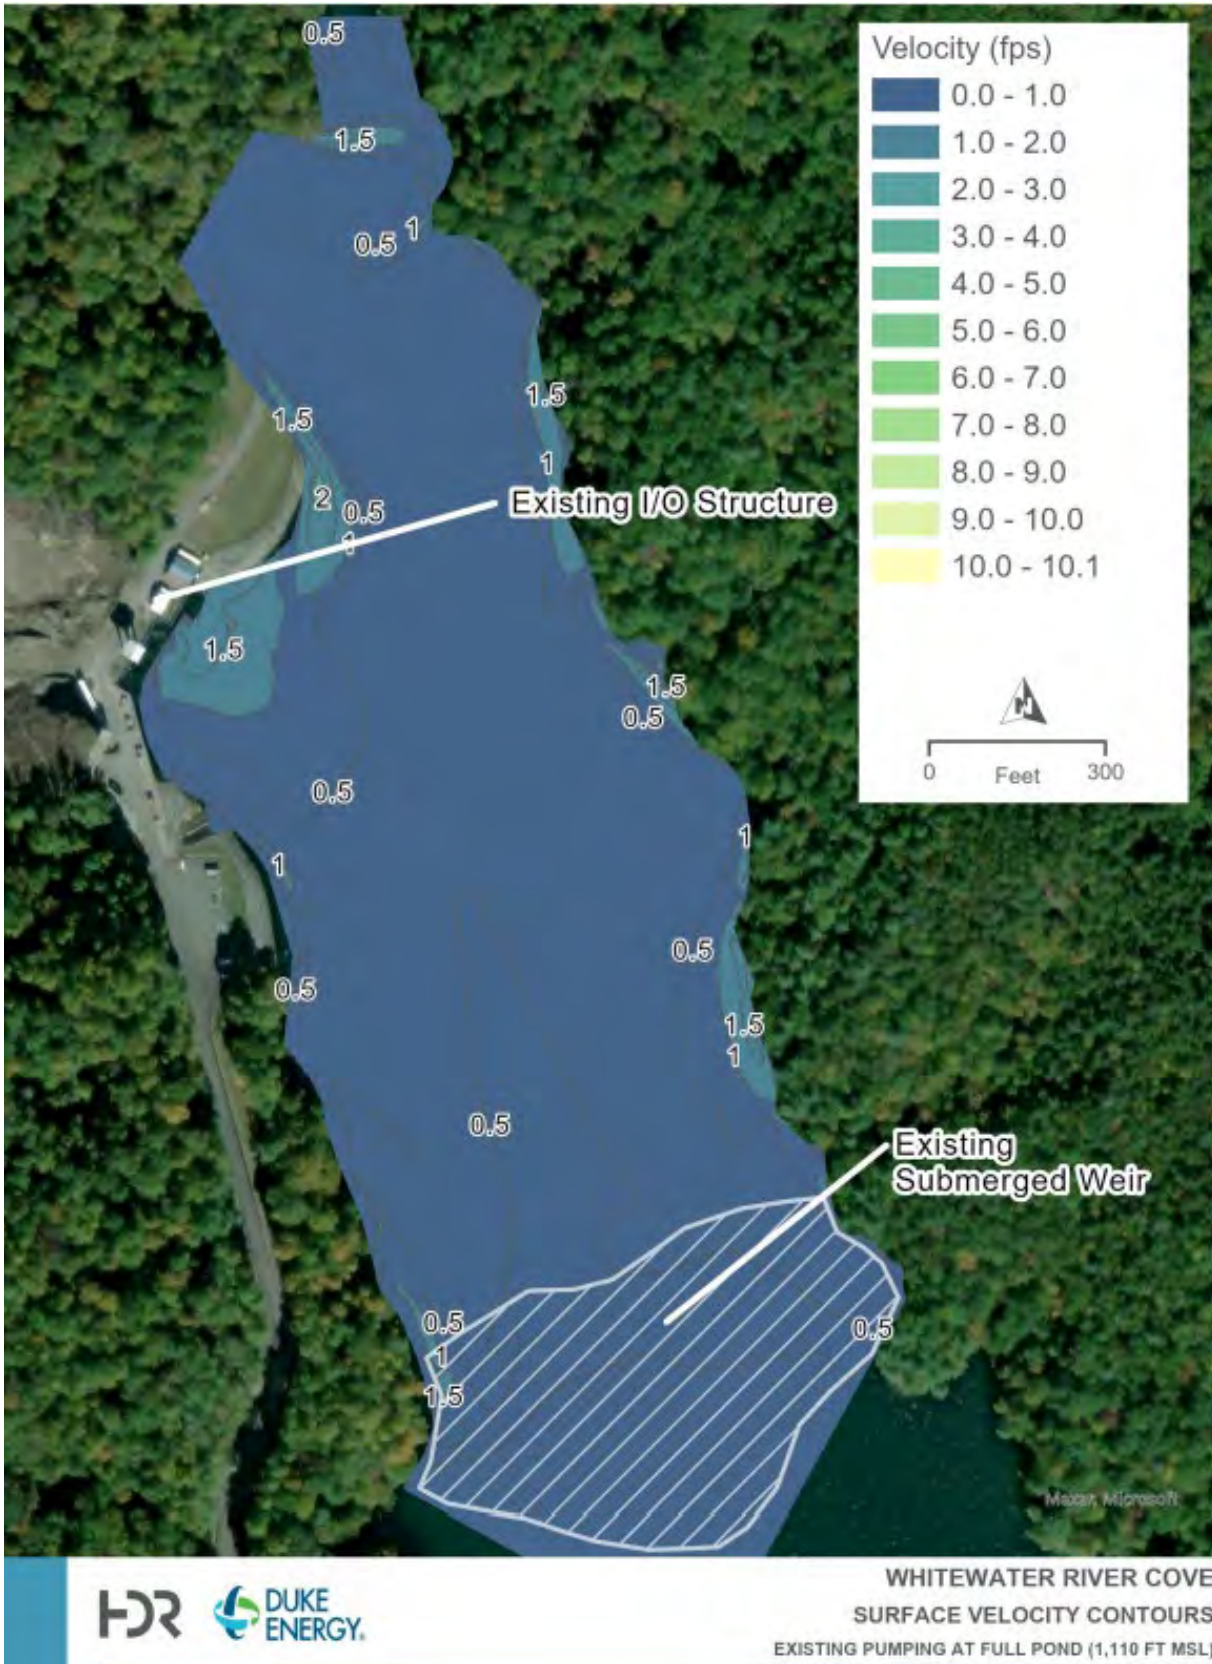 Velocity (fps)
0.0 - 1.0
1.0 - 2.0
2.0 - 3.0
3.0 - 4.0
4.0 - 5.0
5.0 - 6.0
6.0 - 7.0
7.0 - 8.0
8.0 - 9.0
9.0 - 10.0
10.0 - 10.1
N
0 Feet 300
0.5
1.5
1
0.5
1.5
1.5
1
2
0.5
Existing I/O Structure
1
1.5
1.5
0.5
0.5
1
1
0.5
0.5
1.5
1
0.5
Existing
Submerged Weir
0.5
0.5
1
1.5
Maxar, Microsoft
HDR
DUKE
ENERGY.
WHITEWATER RIVER COVE
SURFACE VELOCITY CONTOURS
EXISTING PUMPING AT FULL POND (1,110 FT MSL)